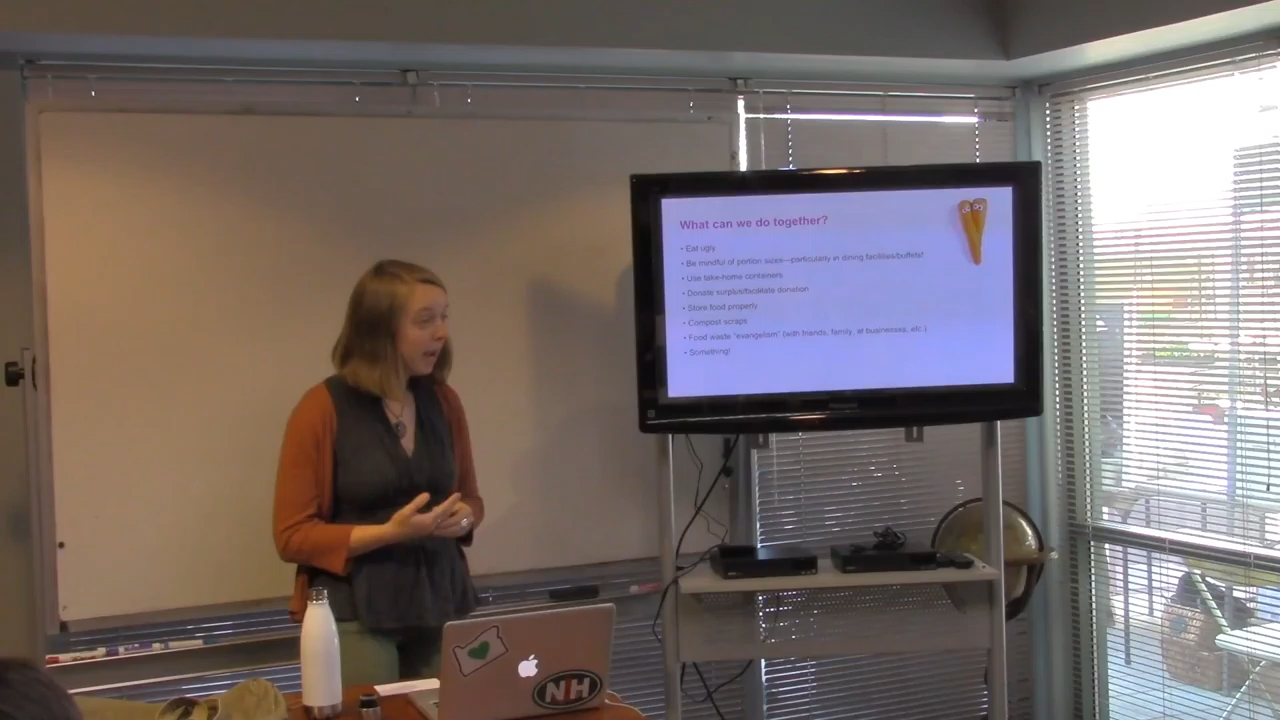 What can we do together?
• Eat ugly
• Be mindful of portion sizes—particularly in dining facilities/buffets!
• Use take-home containers
• Donate surplus/facilitate donation
• Store food properly
• Compost scraps
• Food waste "evangelism" (with friends, family, at businesses, etc.)
• Something!
NH